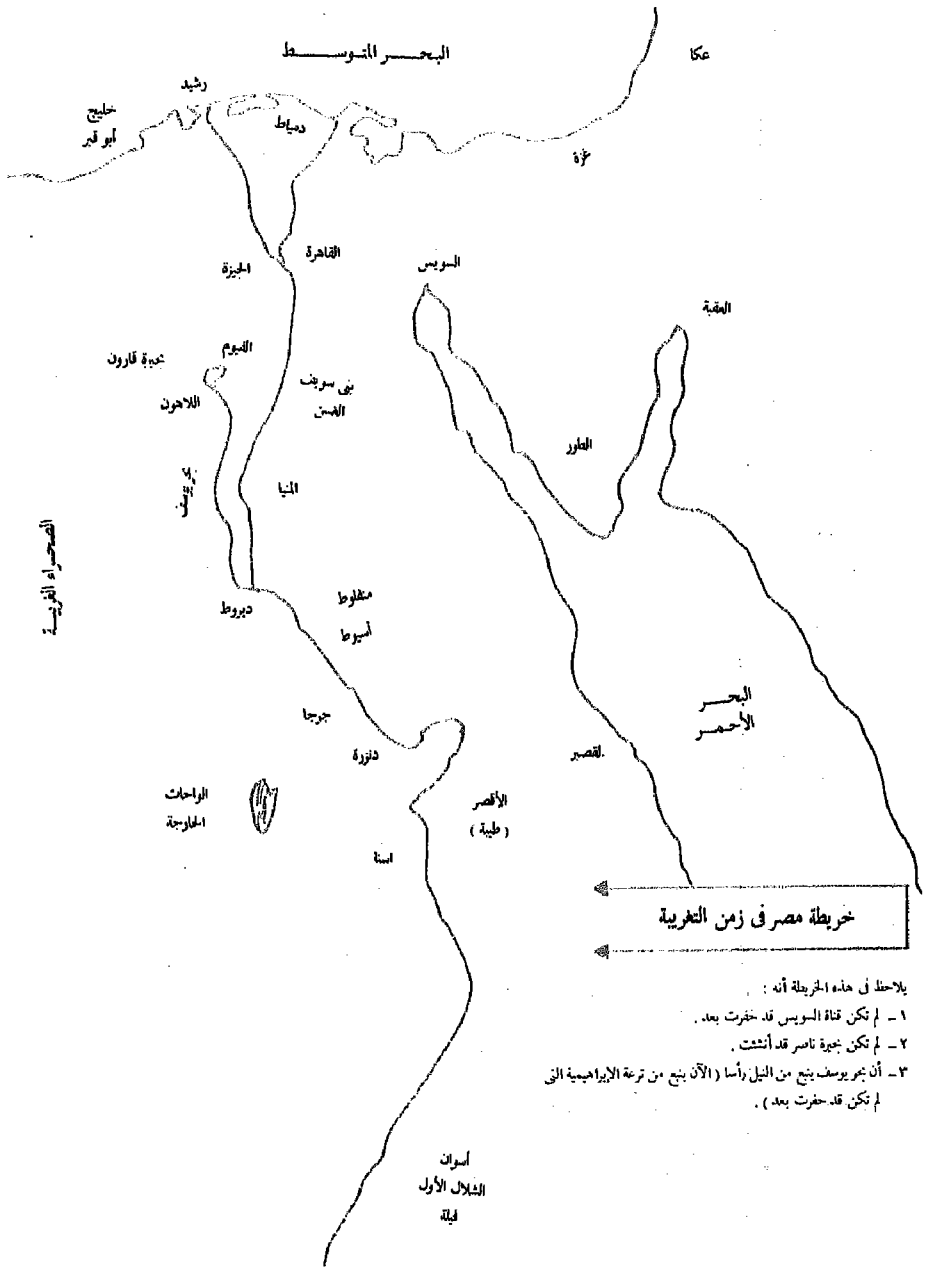 البحر المتوسط
عكا
رشيد
خليج
أبو قير
دمياط
غزة
القاهرة
الجيزة
السويس
العقبة
الفيوم
بحيرة قارون
بنى سويف
الفشن
اللاهون
الطور
بحر يوسف
المنيا
الصحراء الغربية
ديروط
منفلوط
أسيوط
البحر
الأحمر
جرجا
دندرة
لقصير
الواحات
الخارجة
الأقصر
( طيبة )
اسنا
خريطة مصر فى زمن التغريبة
يلاحظ فى هذه الخريطة أنه :
١ ـ لم تكن قناة السويس قد حفرت بعد .
٢ ـ لم تكن بحيرة ناصر قد أنشئت .
٣ ـ أن بحر يوسف ينبع من النيل رأسا ( الآن ينبع من ترعة الإبراهيمية التى
لم تكن قد حفرت بعد ) .
أسوان
الشلال الأول
فيلة